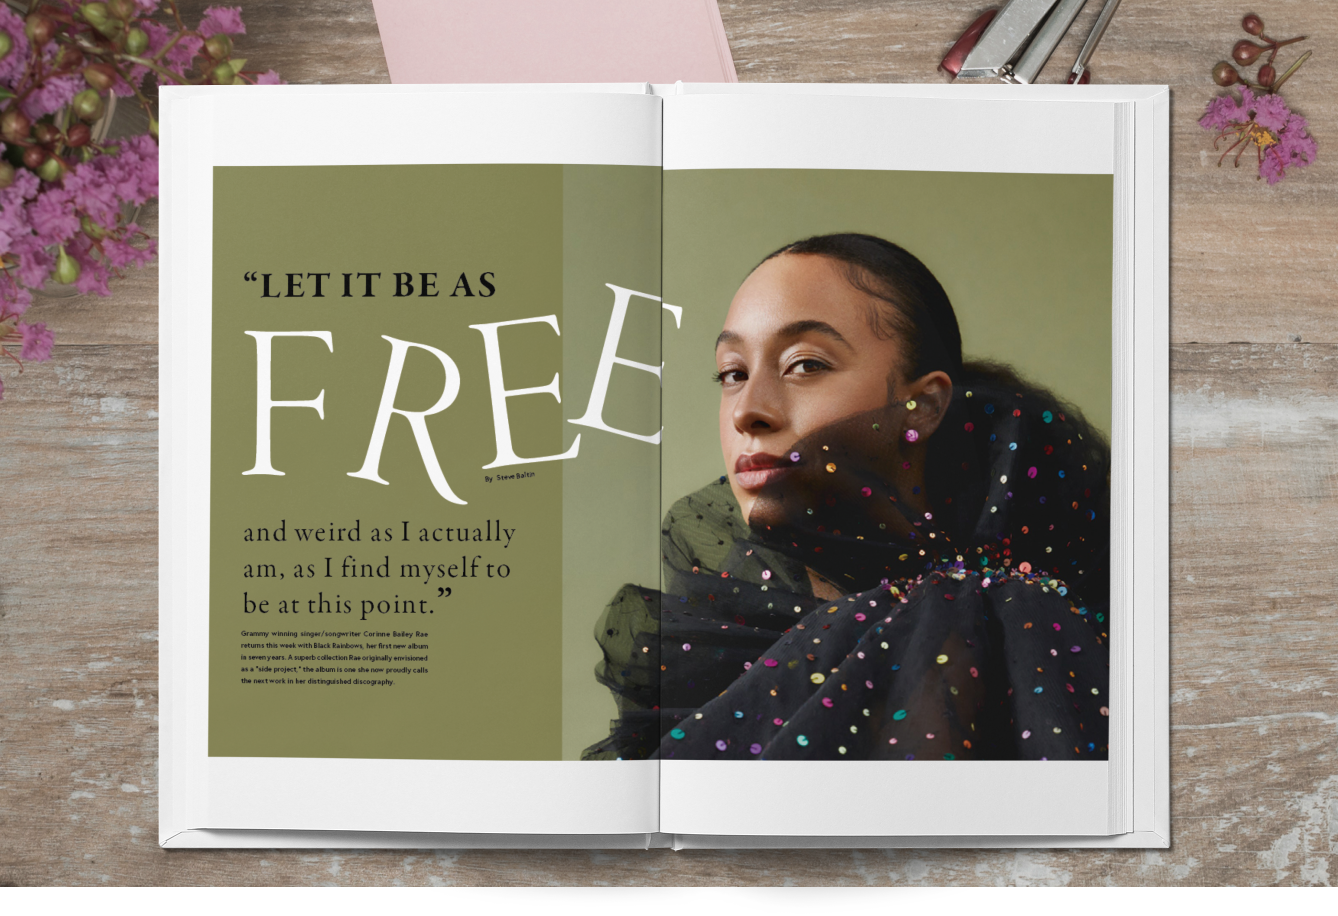 “LET IT BE AS
FREE
By Steve Baltin
and weird as I actually
am, as I find myself to
be at this point.”
Grammy winning singer/songwriter Corinne Bailey Rae
returns this week with Black Rainbows, her first new album
is seven years. A superb collection Rae originally envisioned
as a "side project," the album is one she now proudly calls
the next work in her distinguished discography.